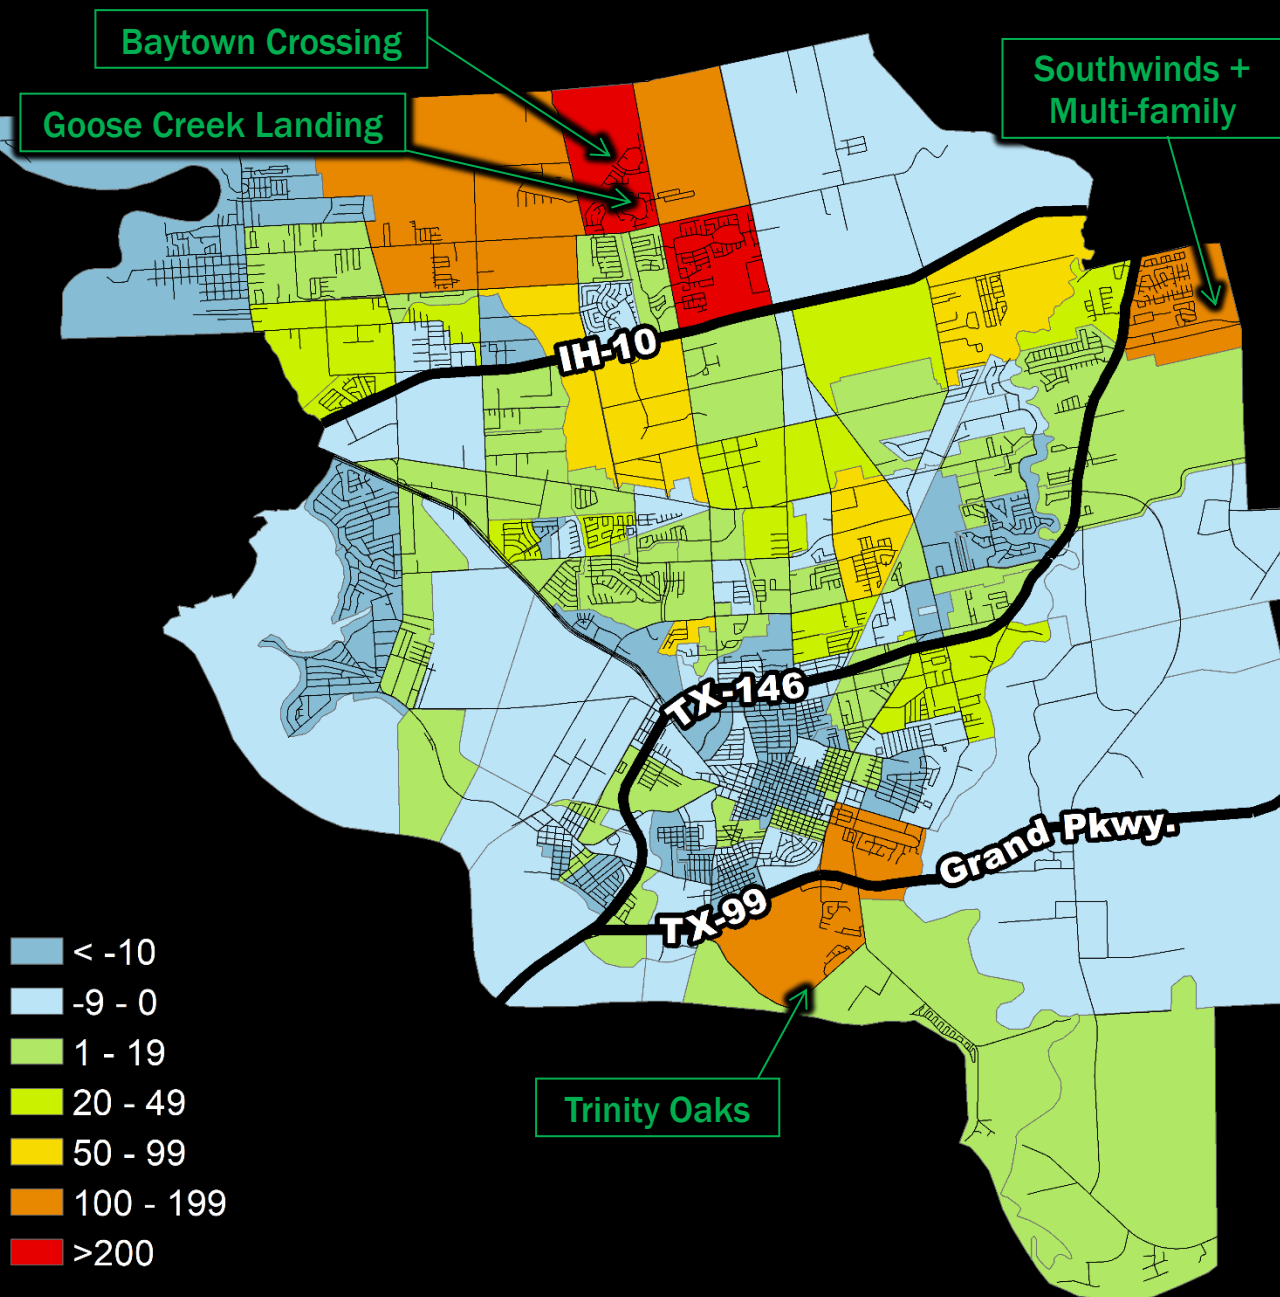 Baytown Crossing
Goose Creek Landing
Southwinds +
Multi-family
IH-10
TX-146
Grand Pkwy.
TX-99
Trinity Oaks
< -10
-9 - 0
1 - 19
20 - 49
50 - 99
100 - 199
>200